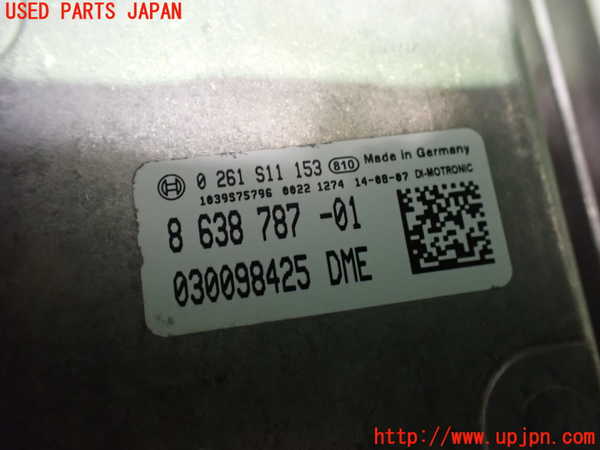 USED PARTS JAPAN
0 261 S11 153 810 Made in Germany
1039S75796 0022 1274 14-08-07 DI-MOTRONIC
8 638 787 -01
030098425 DME
http://www.upjpn.com/